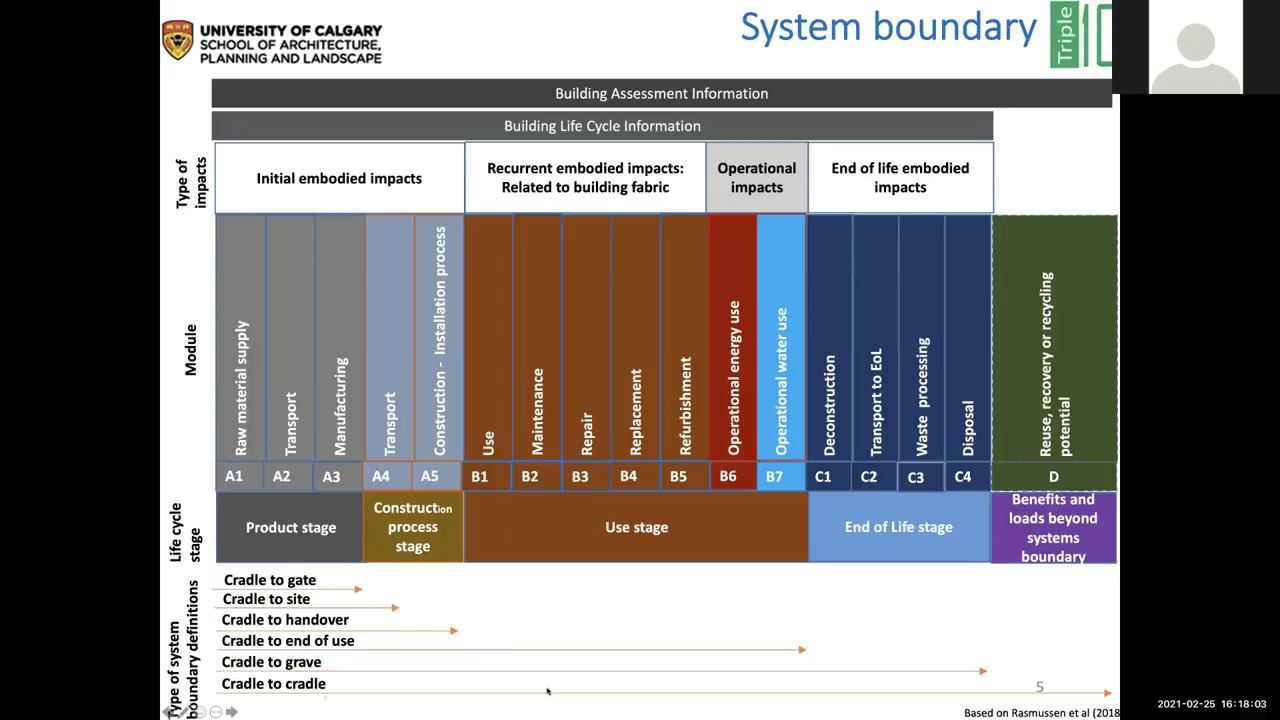 UNIVERSITY OF CALGARY
SCHOOL OF ARCHITECTURE,
PLANNING AND LANDSCAPE
System boundary
Triple
Building Assessment Information
Building Life Cycle Information
Type of
impacts
Initial embodied impacts
Recurrent embodied impacts:
Related to building fabric
Operational
impacts
End of life embodied
impacts
Module
Raw material supply
Transport
Manufacturing
Transport
Construction - Installation process
Use
Maintenance
Repair
Replacement
Refurbishment
Operational energy use
Operational water use
Deconstruction
Transport to EoL
Waste processing
Disposal
Reuse, recovery or recycling
potential
A1
A2
A3
A4
A5
B1
B2
B3
B4
B5
B6
B7
C1
C2
C3
C4
D
Life cycle
stage
Product stage
Construction
process
stage
Use stage
End of Life stage
Benefits and
loads beyond
systems
boundary
Type of system
boundary definitions
Cradle to gate
Cradle to site
Cradle to handover
Cradle to end of use
Cradle to grave
Cradle to cradle
5
Based on Rasmussen et al (2018
2021-02-25 16:18:03